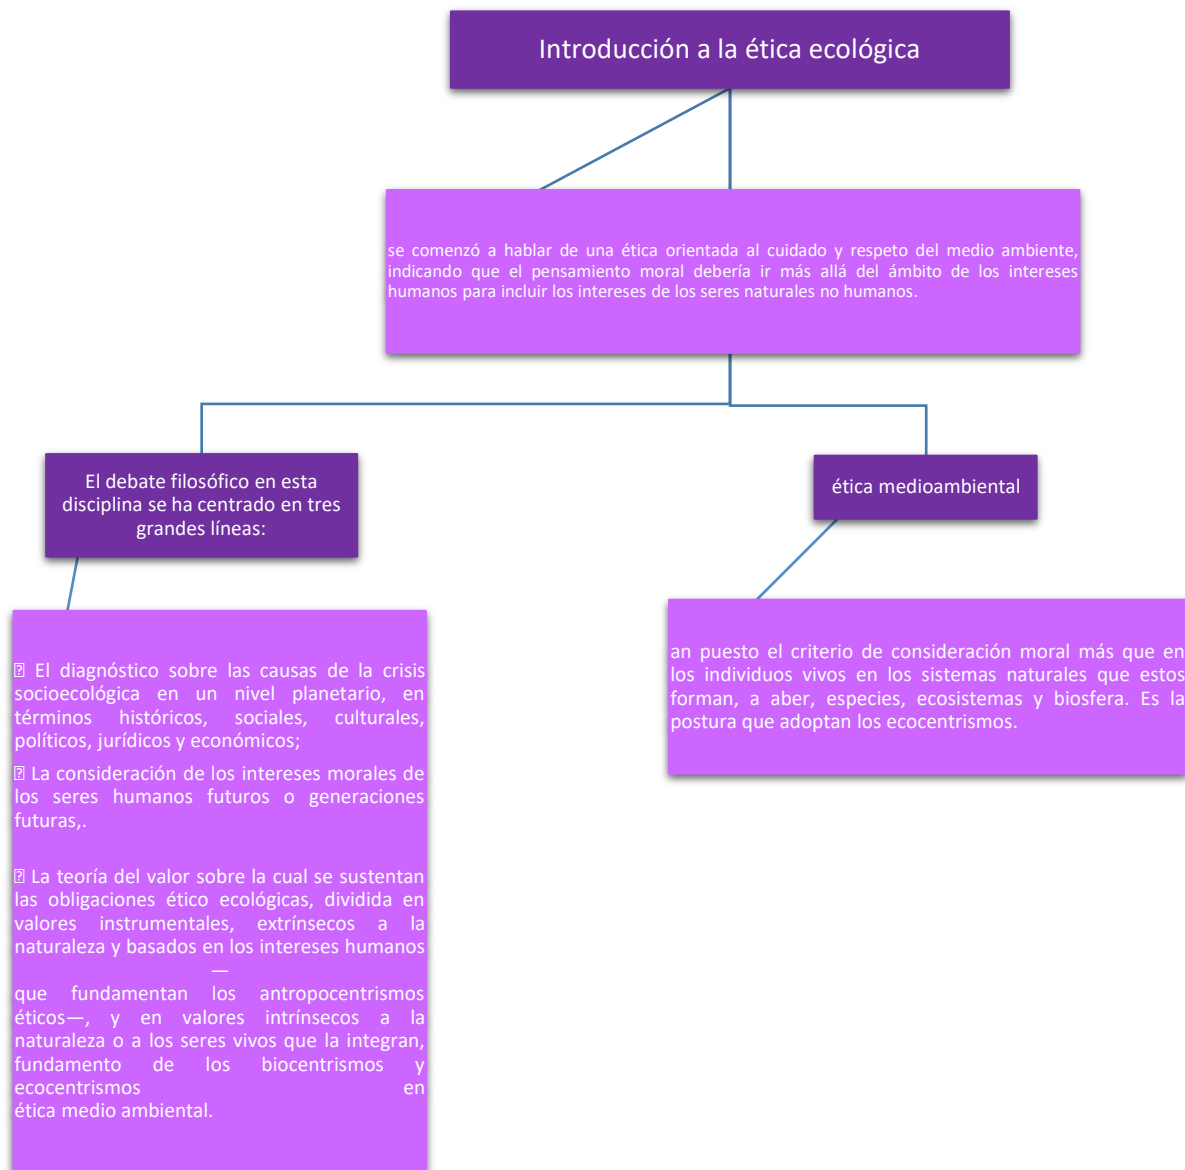 Introducción a la ética ecológica
se comenzó a hablar de una ética orientada al cuidado y respeto del medio ambiente,
indicando que el pensamiento moral debería ir más allá del ámbito de los intereses
humanos para incluir los intereses de los seres naturales no humanos.
El debate filosófico en esta
disciplina se ha centrado en tres
grandes líneas:
ética medioambiental
⍰ El diagnóstico sobre las causas de la crisis
socioecológica en un nivel planetario, en
términos históricos, sociales, culturales,
políticos, jurídicos y económicos;
⍰ La consideración de los intereses morales de
los seres humanos futuros o generaciones
futuras,.
⍰ La teoría del valor sobre la cual se sustentan
las obligaciones ético ecológicas, dividida en
valores instrumentales, extrínsecos a la
naturaleza y basados en los intereses humanos
—
que fundamentan los antropocentrismos
éticos—, y en valores intrínsecos a la
naturaleza o a los seres vivos que la integran,
fundamento de los biocentrismos y
ecocentrismos en
ética medio ambiental.
an puesto el criterio de consideración moral más que en
los individuos vivos en los sistemas naturales que estos
forman, a aber, especies, ecosistemas y biosfera. Es la
postura que adoptan los ecocentrismos.